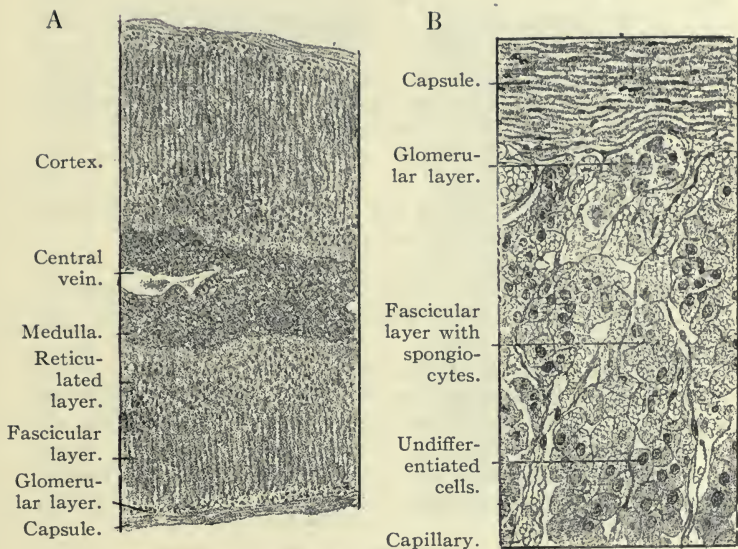 A
Cortex.
Central
vein.
Medulla.
Reticu-
lated
layer.
Fascicular
layer.
Glomeru-
lar layer.
Capsule.
B
Capsule.
Glomeru-
lar layer.
Fascicular
layer with
spongio-
cytes.
Undiffer-
entiated
cells.
Capillary.